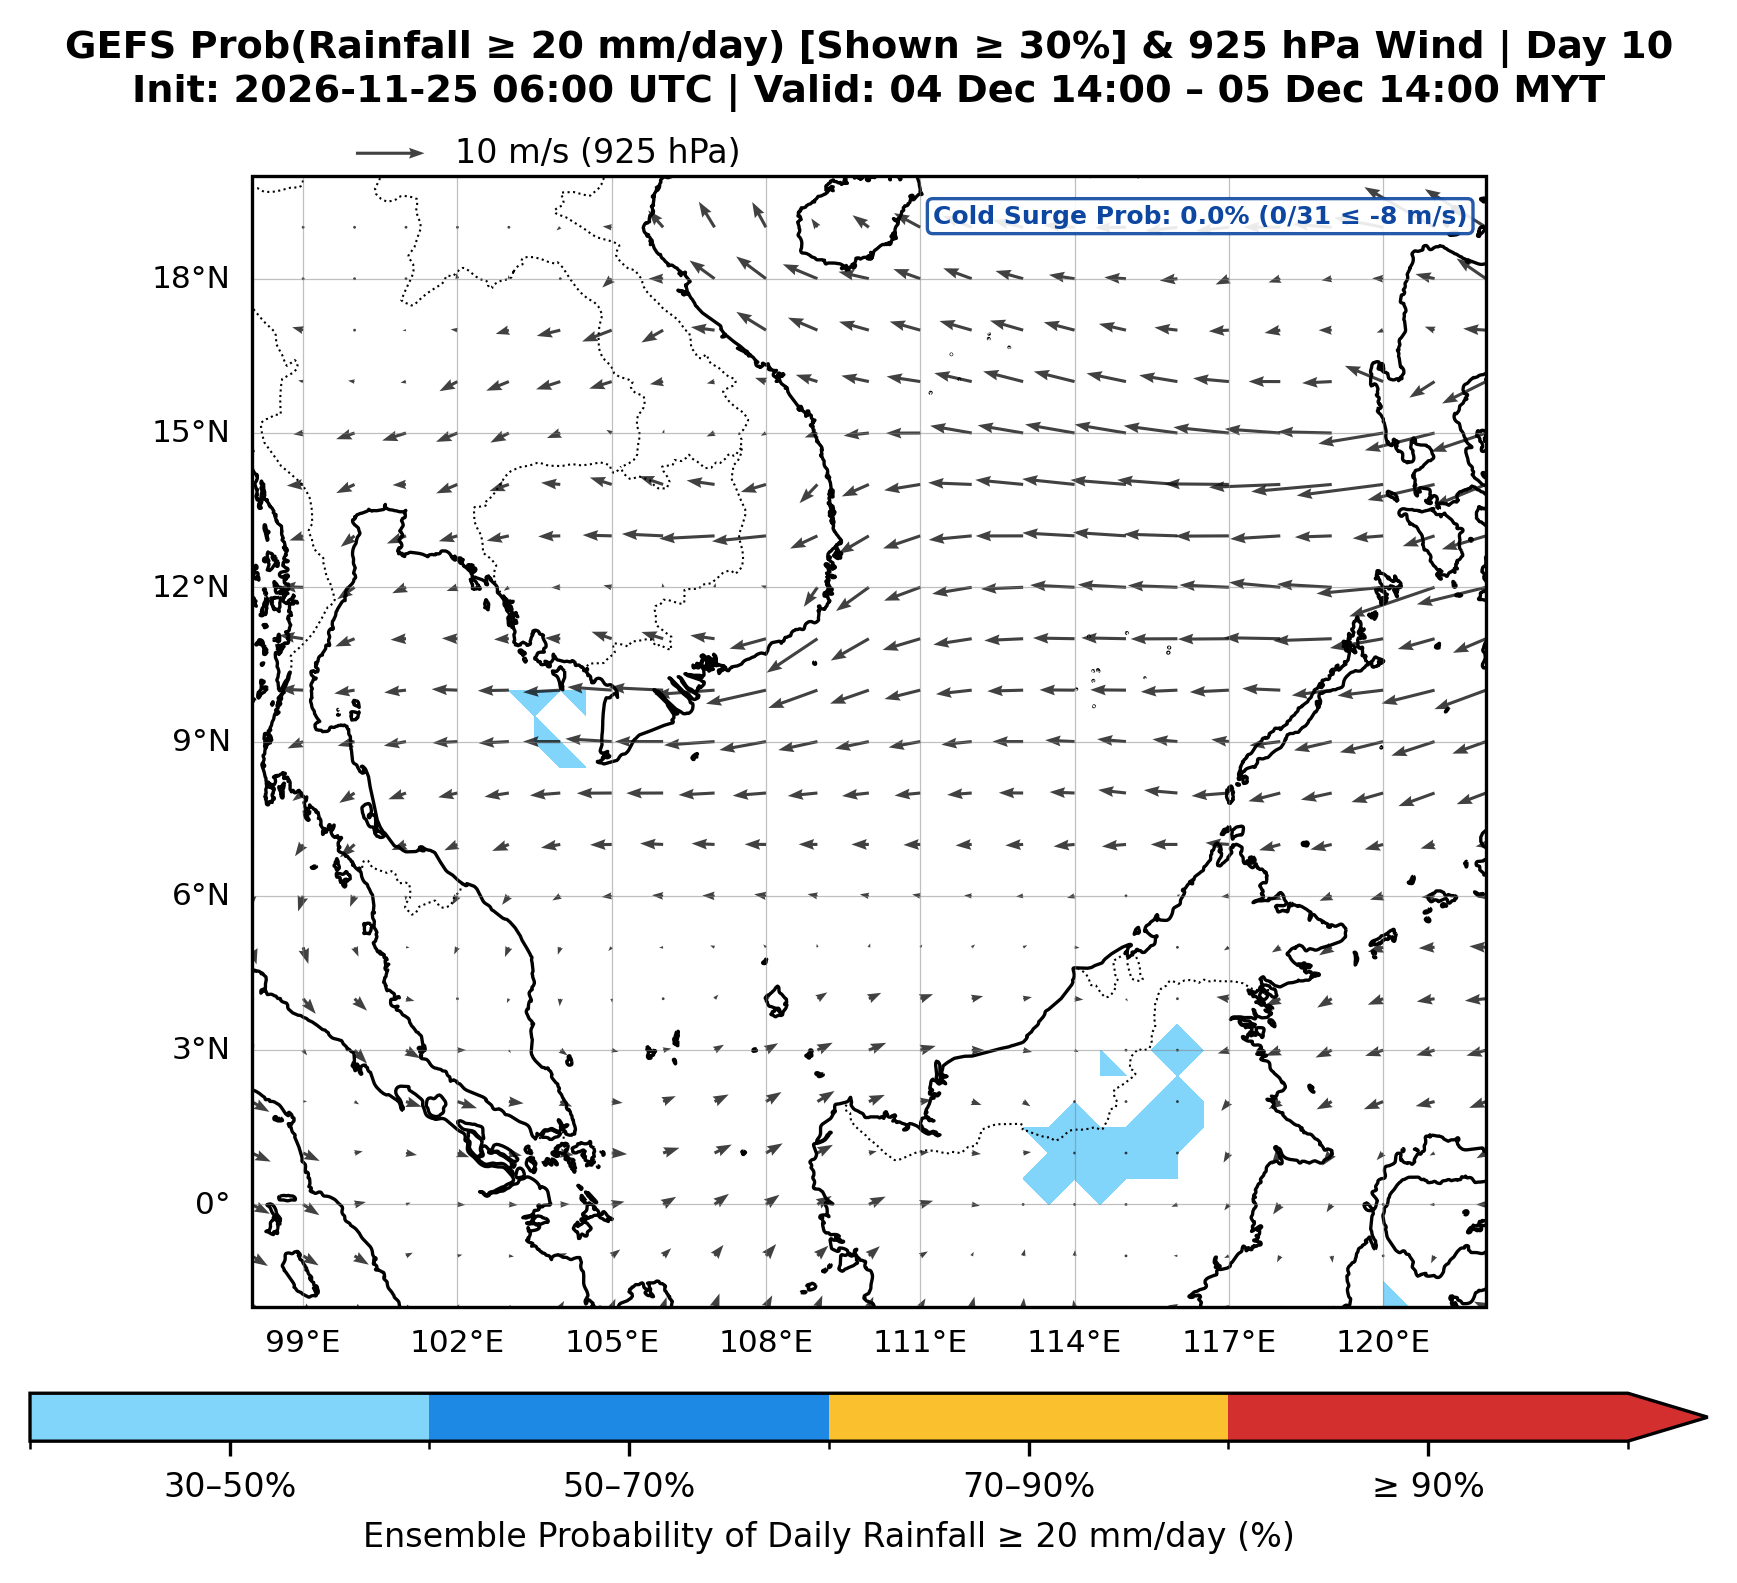 GEFS Prob(Rainfall ≥ 20 mm/day) [Shown ≥ 30%] & 925 hPa Wind | Day 10
Init: 2026-11-25 06:00 UTC | Valid: 04 Dec 14:00 – 05 Dec 14:00 MYT
10 m/s (925 hPa)
Cold Surge Prob: 0.0% (0/31 ≤ -8 m/s)
18°N
15°N
12°N
9°N
6°N
3°N
0°
99°E 102°E 105°E 108°E 111°E 114°E 117°E 120°E
30–50% 50–70% 70–90% ≥ 90%
Ensemble Probability of Daily Rainfall ≥ 20 mm/day (%)